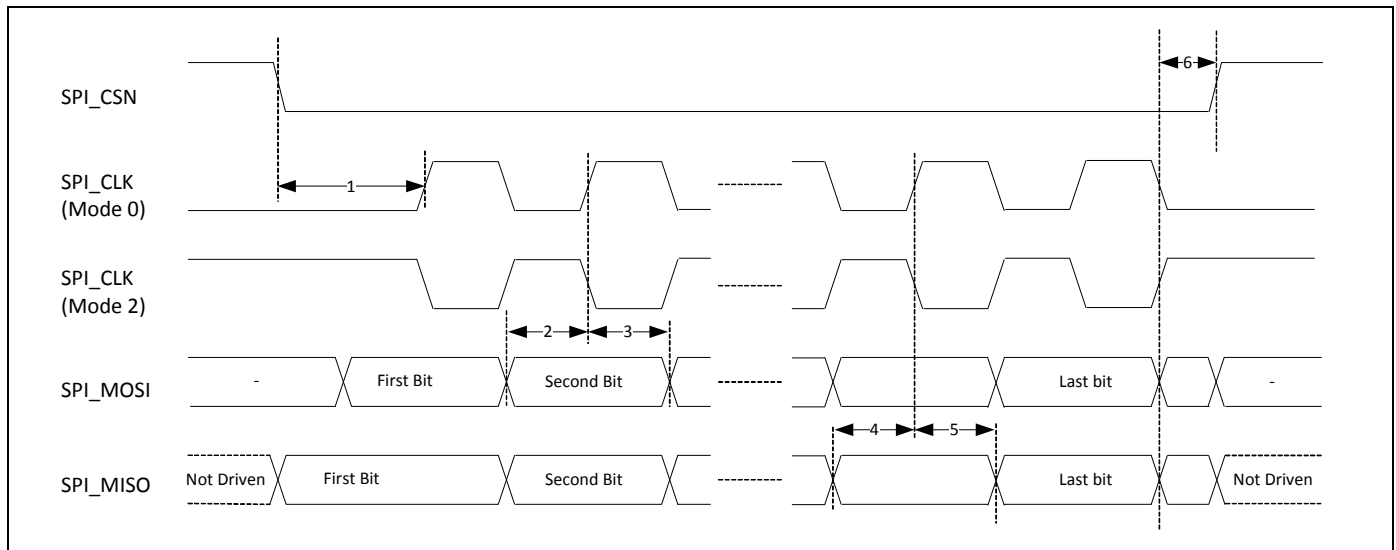 SPI_CSN
6
SPI_CLK
(Mode 0)
1
SPI_CLK
(Mode 2)
2
3
SPI_MOSI
-
First Bit
Second Bit
Last bit
-
4
5
SPI_MISO
Not Driven
First Bit
Second Bit
Last bit
Not Driven